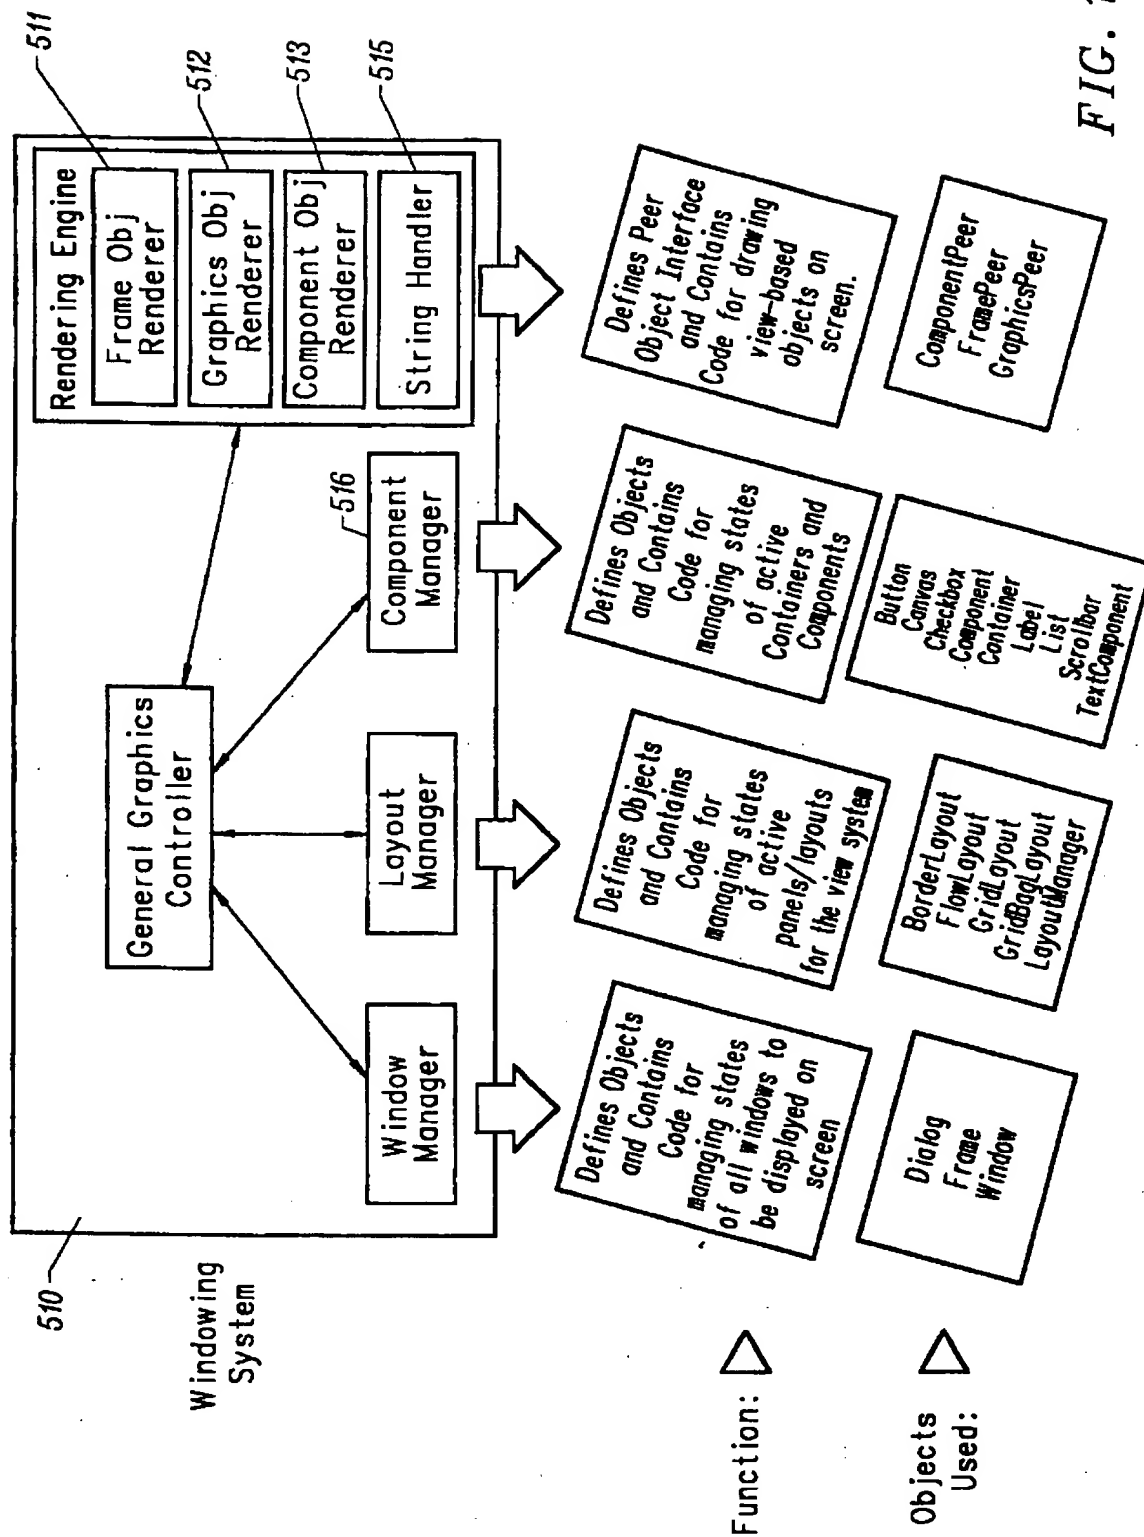 510
Windowing
System
General Graphics
Controller
Window
Manager
Layout
Manager
Component
Manager
516
Rendering Engine
Frame Obj
Renderer
511
Graphics Obj
Renderer
512
Component Obj
Renderer
513
String Handler
515
Function:
Defines Objects
and Contains
Code for
managing states
of all windows to
be displayed on
screen
Defines Objects
and Contains
Code for
managing states
of active
panels/layouts
for the view system
Defines Objects
and Contains
Code for
managing states
of active
Containers and
Components
Defines Peer
Object Interface
and Contains
Code for drawing
view-based
objects on
screen.
Objects
Used:
Dialog
Frame
Window
BorderLayout
FlowLayout
GridLayout
GridBagLayout
LayoutManager
Button
Canvas
Checkbox
Component
Container
Label
List
Scrollbar
TextComponent
ComponentPeer
FramePeer
GraphicsPeer
FIG.